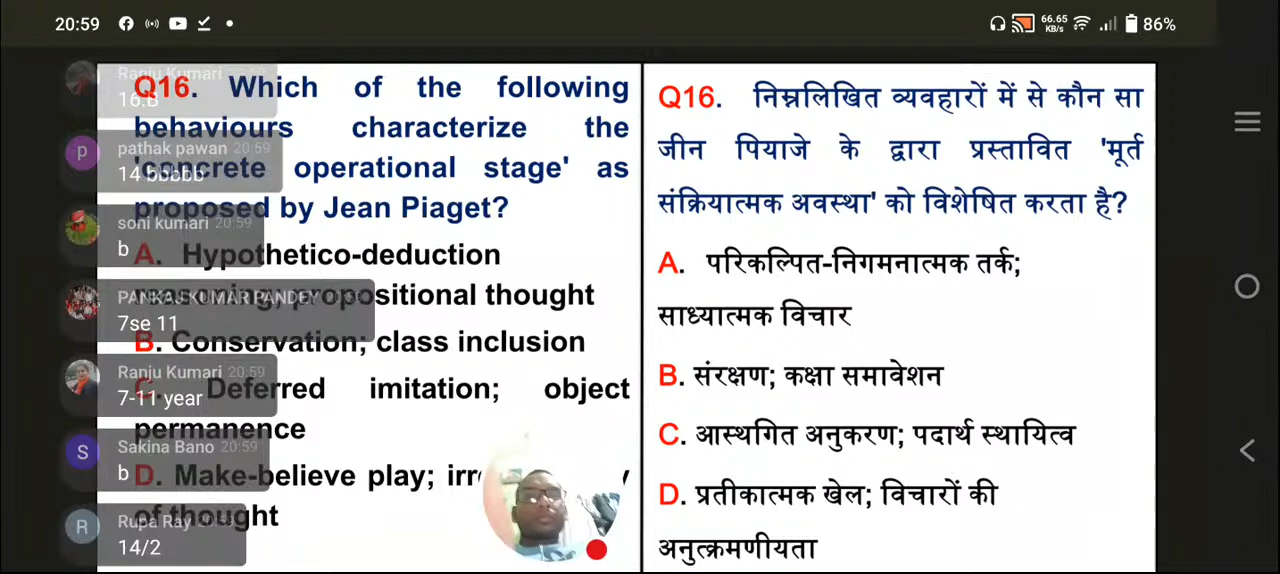 20:59
66.65
KB/s
86%
Ranju Kumari
16.B
pathak pawan 20:59
14 bbbbb
soni kumari 20:59
b
PANKAJ KUMAR PANDEY
7se 11
Ranju Kumari 20:59
7-11 year
Sakina Bano 20:59
b
Rupa Ray
14/2
Q16. Which of the following
behaviours characterize the
'concrete operational stage' as
proposed by Jean Piaget?
A. Hypothetico-deduction
reasoning; propositional thought
B. Conservation; class inclusion
C. Deferred imitation; object
permanence
D. Make-believe play;
of thought
Q16. निम्नलिखित व्यवहारों में से कौन सा
जीन पियाजे के द्वारा प्रस्तावित 'मूर्त
संक्रियात्मक अवस्था' को विशेषित करता है?
A. परिकल्पित-निगमनात्मक तर्क;
साध्यात्मक विचार
B. संरक्षण; कक्षा समावेशन
C. आस्थगित अनुकरण; पदार्थ स्थायित्व
D. प्रतीकात्मक खेल; विचारों की
अनुत्क्रमणीयता